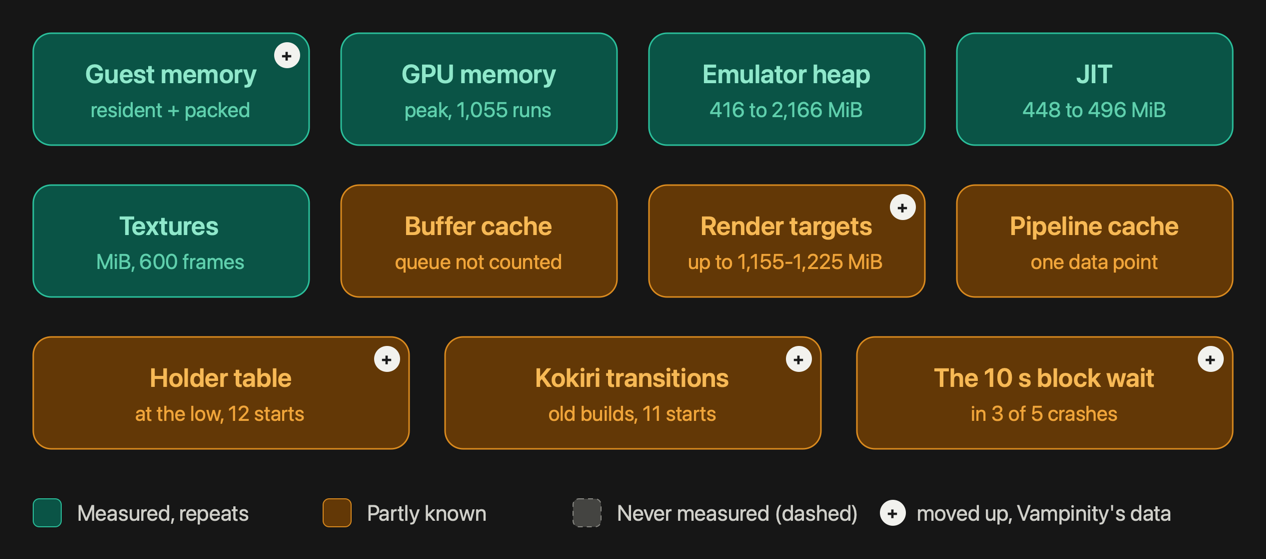 Guest memory
+
resident + packed
GPU memory
peak, 1,055 runs
Emulator heap
416 to 2,166 MiB
JIT
448 to 496 MiB
Textures
MiB, 600 frames
Buffer cache
queue not counted
Render targets
+
up to 1,155-1,225 MiB
Pipeline cache
one data point
Holder table
+
at the low, 12 starts
Kokiri transitions
+
old builds, 11 starts
The 10 s block wait
+
in 3 of 5 crashes
Measured, repeats
Partly known
Never measured (dashed)
+ moved up, Vampinity's data